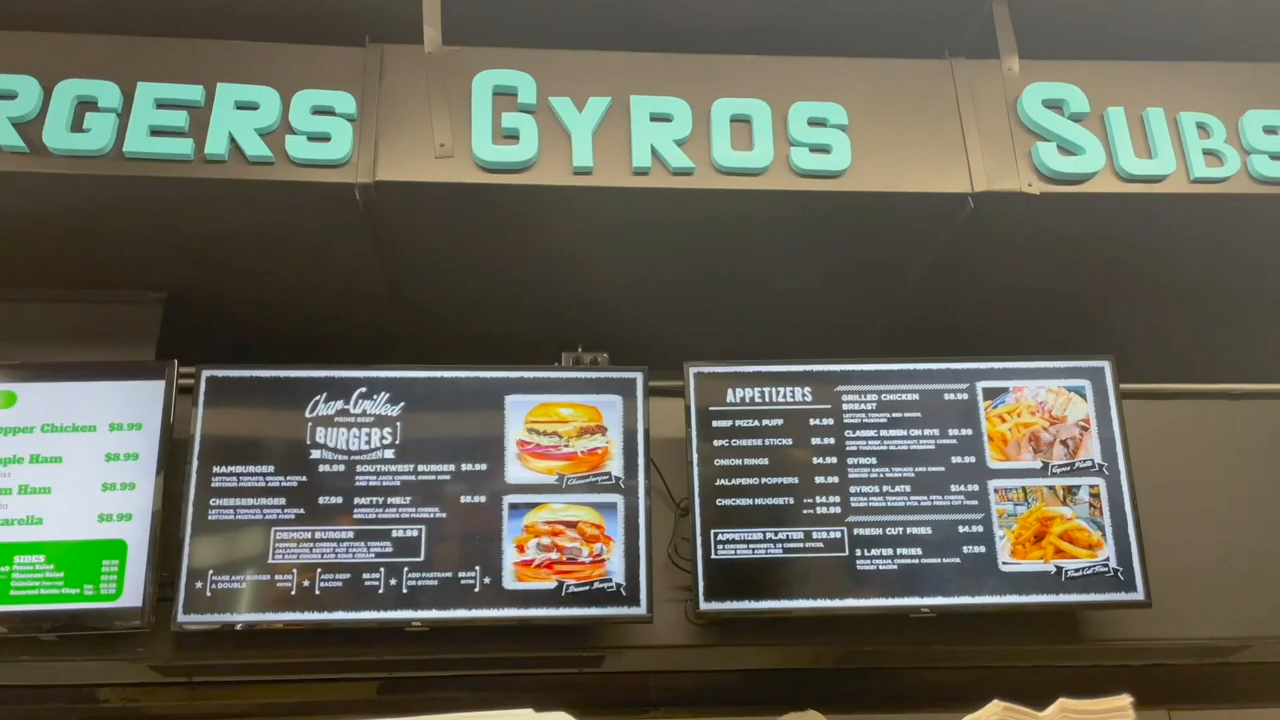 RGERS
GYROS
SUBS
epper Chicken $8.99
ple Ham $8.99
m Ham $8.99
arella $8.99
SIDES
Potato Salad
Macaroni Salad
Coleslaw
Assorted Kettle Chips
Char-Grilled
PRIME BEEF
BURGERS
NEVER FROZEN
HAMBURGER $6.99
LETTUCE, TOMATO, ONION, PICKLE,
KETCHUP, MUSTARD AND MAYO
CHEESEBURGER $7.99
LETTUCE, TOMATO, ONION, PICKLE,
KETCHUP, MUSTARD AND MAYO
SOUTHWEST BURGER $8.99
PEPPER JACK CHEESE, ONION RING
AND BBQ SAUCE
PATTY MELT $8.99
AMERICAN AND SWISS CHEESE,
GRILLED ONIONS ON MARBLE RYE
DEMON BURGER $8.99
PEPPER JACK CHEESE, LETTUCE, TOMATO,
JALAPEÑOS, SECRET HOT SAUCE, GRILLED
OR RAW ONIONS AND SOUR CREAM
MAKE ANY BURGER $3.00
A DOUBLE EXTRA
ADD BEEF $2.00
BACON EXTRA
ADD PASTRAMI $3.00
OR GYROS EXTRA
Cheeseburger
Demon Burger
APPETIZERS
BEEF PIZZA PUFF $4.99
6PC CHEESE STICKS $5.99
ONION RINGS $4.99
JALAPENO POPPERS $5.99
CHICKEN NUGGETS $4.99
$8.99
APPETIZER PLATTER $19.99
12 CHICKEN NUGGETS, 12 CHEESE STICKS,
ONION RINGS AND FRIES
GRILLED CHICKEN $8.99
BREAST
LETTUCE, TOMATO, RED ONION,
HONEY MUSTARD
CLASSIC RUBEN ON RYE $9.99
CORNED BEEF, SAUERKRAUT, SWISS CHEESE,
AND THOUSAND ISLAND DRESSING
GYROS $9.99
TZATZIKI SAUCE, TOMATO AND ONION
SERVED ON A WARM PITA
GYROS PLATE $14.99
EXTRA MEAT, TOMATO, ONION, FETA CHEESE,
WARM FRESH BAKED PITA AND FRESH CUT FRIES
FRESH CUT FRIES $4.99
3 LAYER FRIES $7.99
SOUR CREAM, CHEDDAR CHEESE SAUCE,
TURKEY BACON
Gyros Plate
Fresh Cut Fries
TCL
TCL